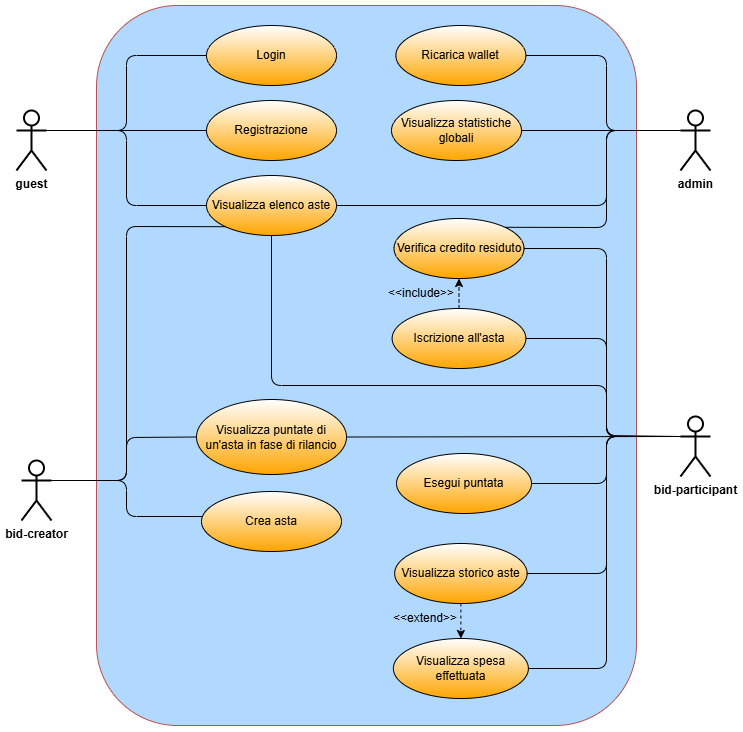 Login
Ricarica wallet
guest
Registrazione
Visualizza statistiche
globali
admin
Visualizza elenco aste
Verifica credito residuto
<<include>>
Iscrizione all'asta
Visualizza puntate di
un'asta in fase di rilancio
bid-participant
Esegui puntata
bid-creator
Crea asta
Visualizza storico aste
<<extend>>
Visualizza spesa
effettuata